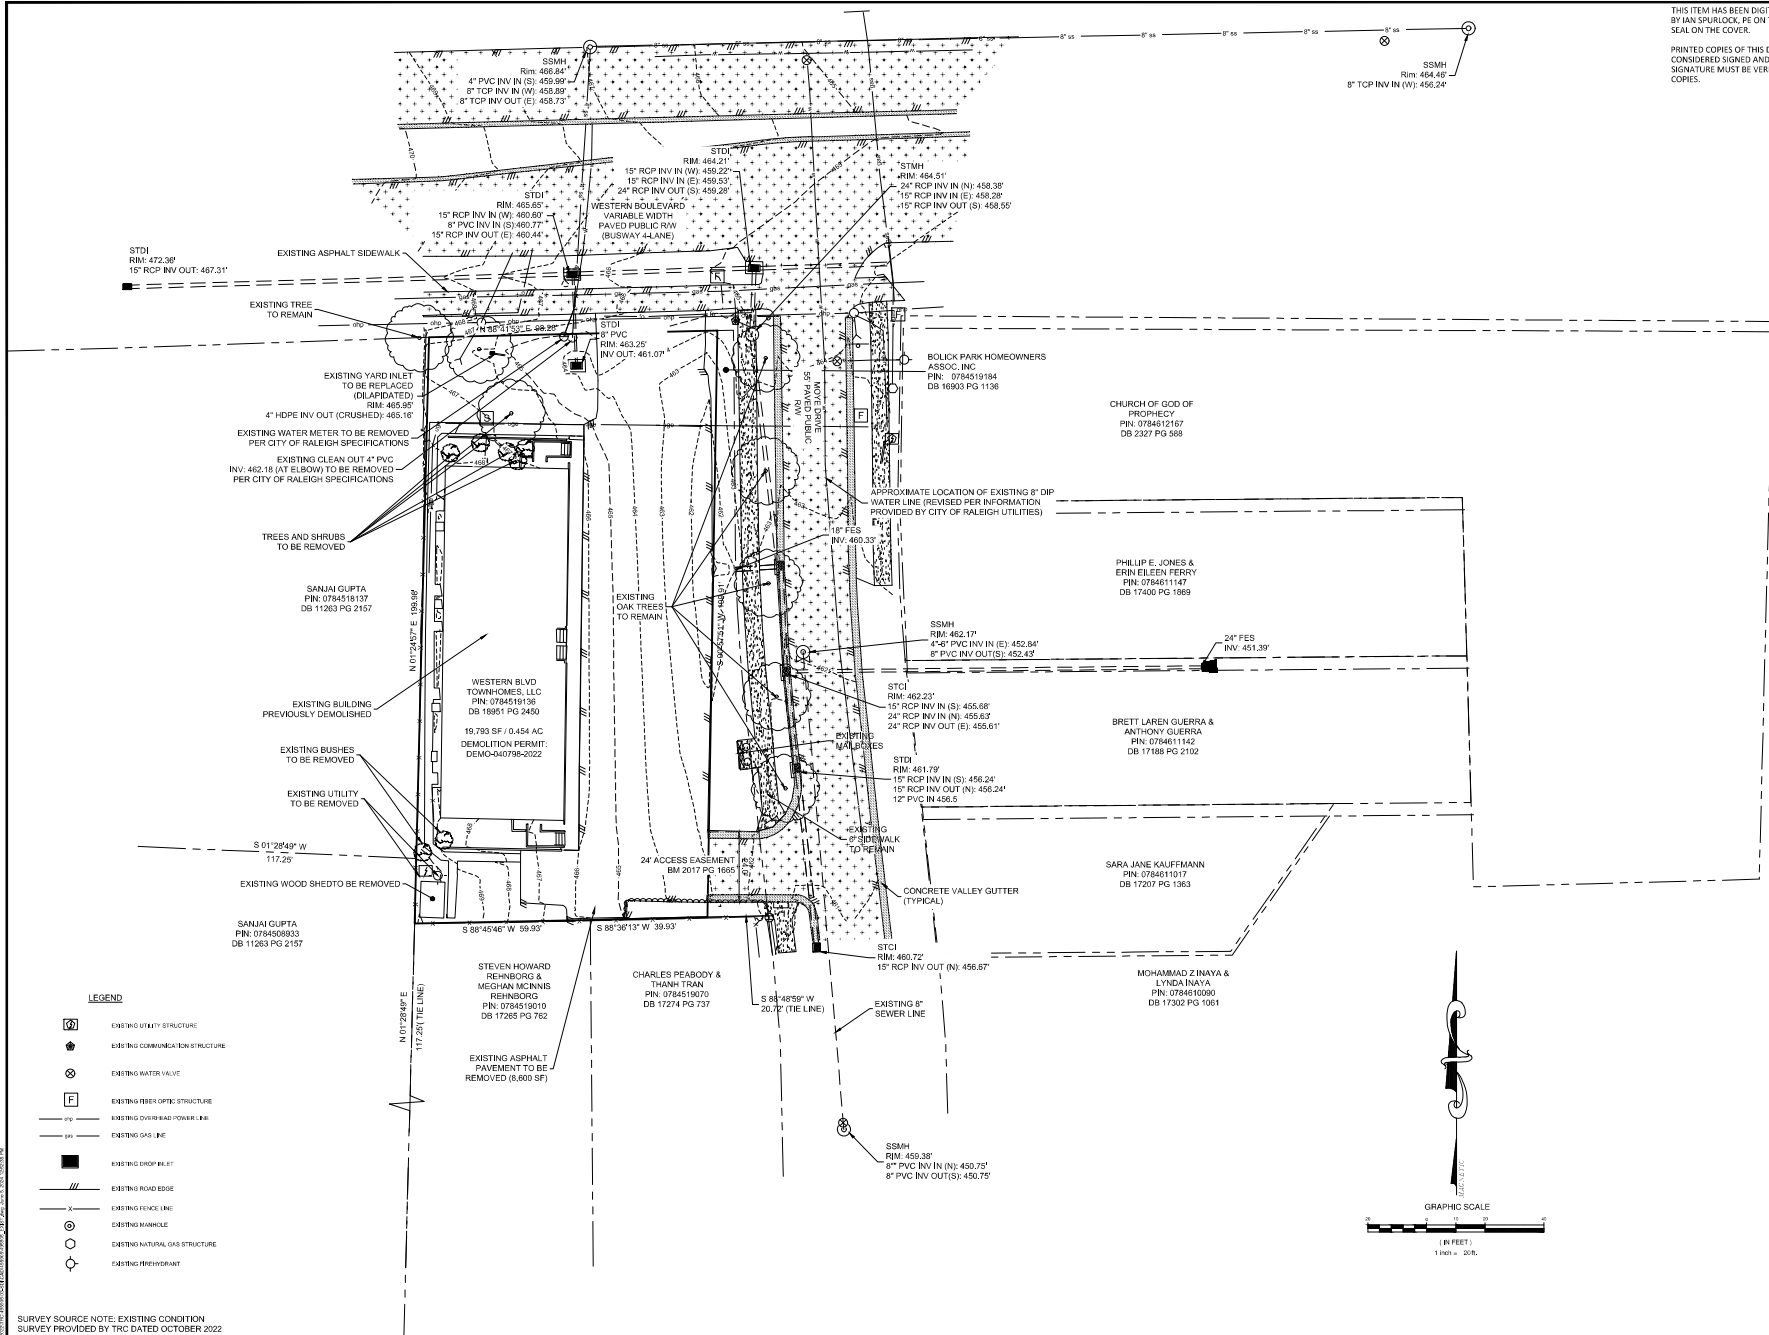 THIS ITEM HAS BEEN DIGIT
BY IAN SPURLOCK, PE ON
SEAL ON THE COVER.
PRINTED COPIES OF THIS D
CONSIDERED SIGNED AND
SIGNATURE MUST BE VER
COPIES.
SSMH
Rim: 466.84'
4" PVC INV IN (S): 459.99'
8" TCP INV IN (W): 458.89'
8" TCP INV OUT (E): 458.73'
SSMH
Rim: 464.46'
8" TCP INV IN (W): 456.24'
8" ss
8" ss
8" ss
8" ss
8" ss
STDI
RIM: 464.21'
15" RCP INV IN (W): 459.22'
15" RCP INV IN (E): 459.53'
24" RCP INV OUT (S): 459.28'
STMH
RIM: 464.51'
24" RCP INV IN (N): 458.38'
15" RCP INV IN (E): 458.28'
15" RCP INV OUT (S): 458.55'
STDI
RIM: 465.65'
15" RCP INV IN (W): 460.60'
8" PVC INV IN (S):460.77'
15" RCP INV OUT (E): 460.44'
WESTERN BOULEVARD
VARIABLE WIDTH
PAVED PUBLIC R/W
(BUSWAY 4-LANE)
STDI
RIM: 472.36'
15" RCP INV OUT: 467.31'
EXISTING ASPHALT SIDEWALK
EXISTING TREE
TO REMAIN
N 88°41'53" E 98.28'
STDI
8" PVC
RIM: 463.25'
INV OUT: 461.07'
EXISTING YARD INLET
TO BE REPLACED
(DILAPIDATED)
RIM: 465.95'
4" HDPE INV OUT (CRUSHED): 465.16'
EXISTING WATER METER TO BE REMOVED
PER CITY OF RALEIGH SPECIFICATIONS
EXISTING CLEAN OUT 4" PVC
INV: 462.18 (AT ELBOW) TO BE REMOVED
PER CITY OF RALEIGH SPECIFICATIONS
TREES AND SHRUBS
TO BE REMOVED
BOLICK PARK HOMEOWNERS
ASSOC. INC
PIN: 0784519184
DB 16903 PG 1136
MOYE DRIVE
55' PAVED PUBLIC
R/W
CHURCH OF GOD OF
PROPHECY
PIN: 0784612167
DB 2327 PG 588
APPROXIMATE LOCATION OF EXISTING 8" DIP
WATER LINE (REVISED PER INFORMATION
PROVIDED BY CITY OF RALEIGH UTILITIES)
18" FES
INV: 460.33'
PHILLIP E. JONES &
ERIN EILEEN FERRY
PIN: 0784611147
DB 17400 PG 1869
SANJAI GUPTA
PIN: 0784518137
DB 11263 PG 2157
N 01°24'57" E 199.98'
EXISTING
OAK TREES
TO REMAIN
SSMH
RIM: 462.17'
4"-6" PVC INV IN (E): 452.84'
8" PVC INV OUT(S): 452.43'
24" FES
INV: 451.39'
WESTERN BLVD
TOWNHOMES, LLC
PIN: 0784519136
DB 18951 PG 2450
19,793 SF / 0.454 AC
DEMOLITION PERMIT:
DEMO-040798-2022
EXISTING BUILDING
PREVIOUSLY DEMOLISHED
STCI
RIM: 462.23'
15" RCP INV IN (S): 455.68'
24" RCP INV IN (N): 455.63'
24" RCP INV OUT (E): 455.61'
BRETT LAREN GUERRA &
ANTHONY GUERRA
PIN: 0784611142
DB 17188 PG 2102
EXISTING
MAILBOXES
EXISTING BUSHES
TO BE REMOVED
STDI
RIM: 461.79'
15" RCP INV IN (S): 456.24'
15" RCP INV OUT (N): 456.24'
12" PVC IN 456.5
EXISTING UTILITY
TO BE REMOVED
EXISTING
6' SIDEWALK
TO REMAIN
S 01°28'49" W
117.25'
24' ACCESS EASEMENT
BM 2017 PG 1665
SARA JANE KAUFFMANN
PIN: 0784611017
DB 17207 PG 1363
EXISTING WOOD SHEDTO BE REMOVED
CONCRETE VALLEY GUTTER
(TYPICAL)
SANJAI GUPTA
PIN: 0784508933
DB 11263 PG 2157
S 88°45'46" W 59.93'
S 88°36'13" W 39.93'
STCI
RIM: 460.72'
15" RCP INV OUT (N): 456.67'
STEVEN HOWARD
REHNBORG &
MEGHAN MCINNIS
REHNBORG
PIN: 0784519010
DB 17265 PG 762
CHARLES PEABODY &
THANH TRAN
PIN: 0784519070
DB 17274 PG 737
S 88°48'59" W
20.72' (TIE LINE)
EXISTING 8"
SEWER LINE
MOHAMMAD Z INAYA &
LYNDA INAYA
PIN: 0784610090
DB 17302 PG 1061
N 01°28'49" E
117.25'( TIE LINE)
EXISTING ASPHALT
PAVEMENT TO BE
REMOVED (8,600 SF)
SSMH
RIM: 459.38'
8"" PVC INV IN (N): 450.75'
8" PVC INV OUT(S): 450.75'
LEGEND
EXISTING UTILITY STRUCTURE
EXISTING COMMUNICATION STRUCTURE
EXISTING WATER VALVE
F EXISTING FIBER OPTIC STRUCTURE
ohp EXISTING OVERHEAD POWER LINE
gas EXISTING GAS LINE
EXISTING DROP INLET
EXISTING ROAD EDGE
X EXISTING FENCE LINE
EXISTING MANHOLE
EXISTING NATURAL GAS STRUCTURE
EXISTING FIREHYDRANT
MAGNETIC
GRAPHIC SCALE
( IN FEET )
1 inch = 20ft.
SURVEY SOURCE NOTE: EXISTING CONDITION
SURVEY PROVIDED BY TRC DATED OCTOBER 2022